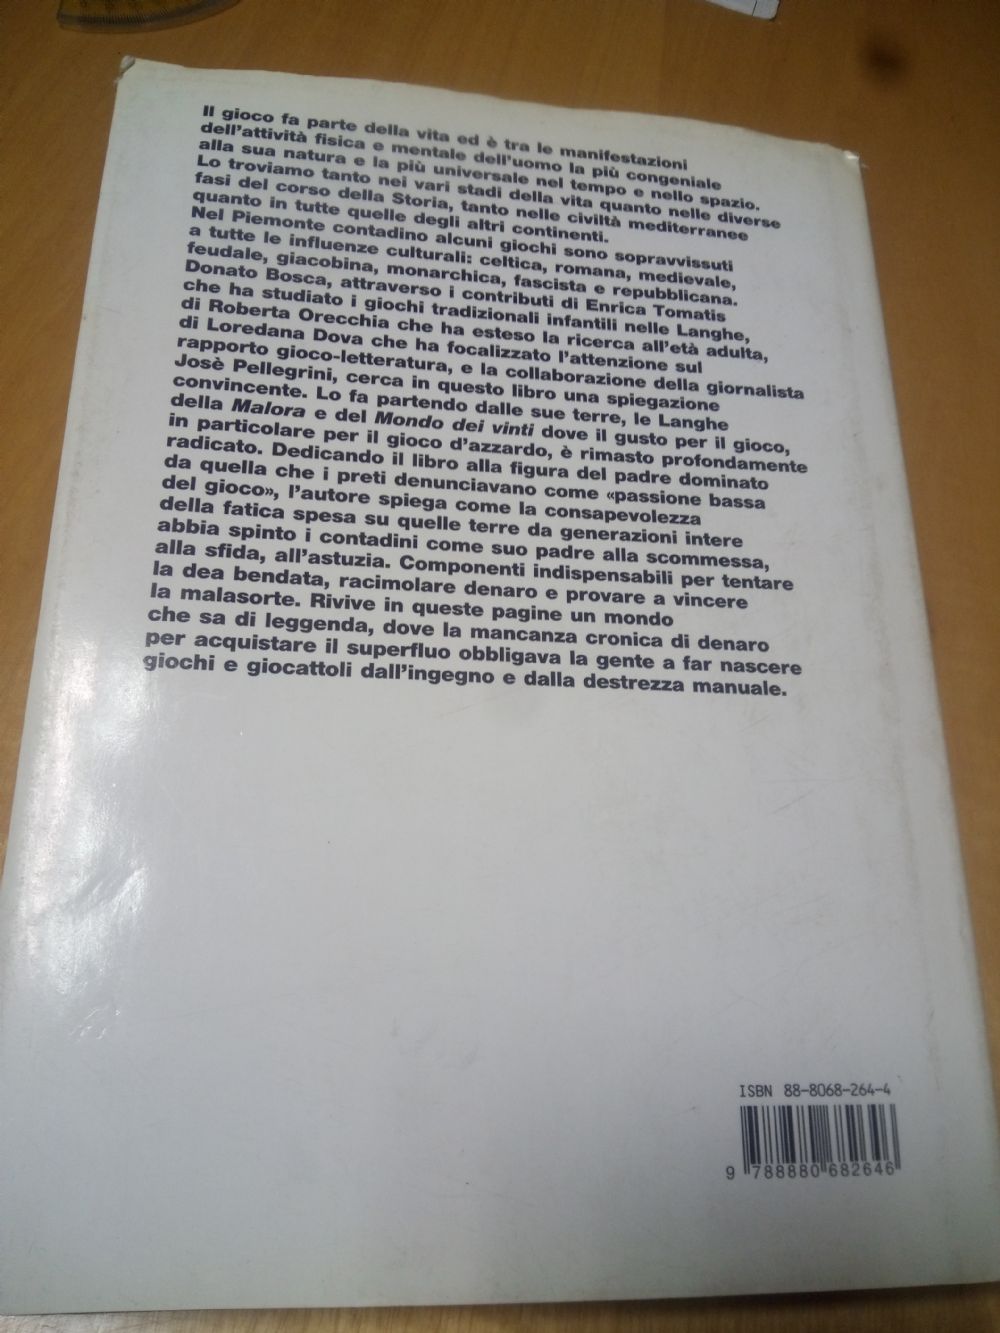 Il gioco fa parte della vita ed è tra le manifestazioni
dell'attività fisica e mentale dell'uomo la più congeniale
alla sua natura e la più universale nel tempo e nello spazio.
Lo troviamo tanto nei vari stadi della vita quanto nelle diverse
fasi del corso della Storia, tanto nelle civiltà mediterranee
quanto in tutte quelle degli altri continenti.
Nel Piemonte contadino alcuni giochi sono sopravvissuti
a tutte le influenze culturali: celtica, romana, medievale,
feudale, giacobina, monarchica, fascista e repubblicana.
Donato Bosca, attraverso i contributi di Enrica Tomatis
che ha studiato i giochi tradizionali infantili nelle Langhe,
di Roberta Orecchia che ha esteso la ricerca all'età adulta,
di Loredana Dova che ha focalizzato l'attenzione sul
rapporto gioco-letteratura, e la collaborazione della giornalista
Josè Pellegrini, cerca in questo libro una spiegazione
convincente. Lo fa partendo dalle sue terre, le Langhe
della Malora e del Mondo dei vinti dove il gusto per il gioco,
in particolare per il gioco d'azzardo, è rimasto profondamente
radicato. Dedicando il libro alla figura del padre dominato
da quella che i preti denunciavano come «passione bassa
del gioco», l'autore spiega come la consapevolezza
della fatica spesa su quelle terre da generazioni intere
abbia spinto i contadini come suo padre alla scommessa,
alla sfida, all'astuzia. Componenti indispensabili per tentare
la dea bendata, racimolare denaro e provare a vincere
la malasorte. Rivive in queste pagine un mondo
che sa di leggenda, dove la mancanza cronica di denaro
per acquistare il superfluo obbligava la gente a far nascere
giochi e giocattoli dall'ingegno e dalla destrezza manuale.
ISBN 88-8068-264-4
9 788880 682646